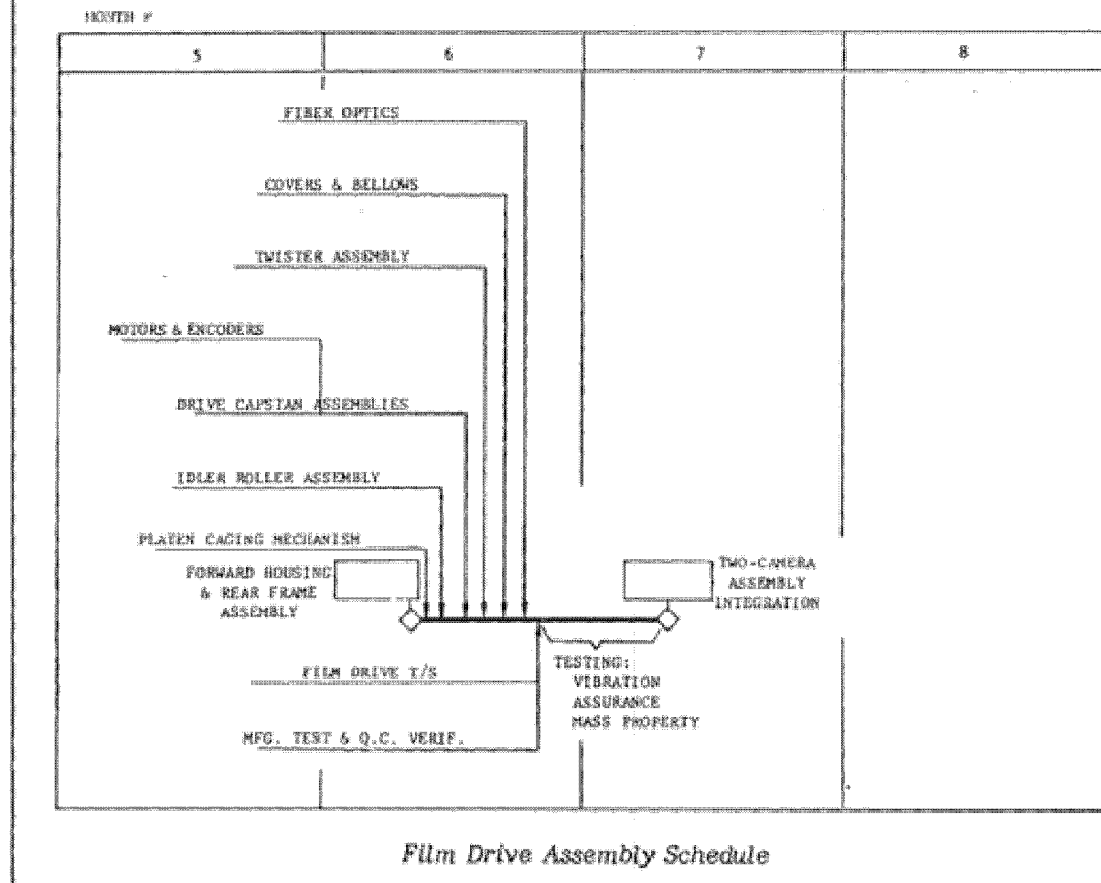 MONTH #
5 6 7 8
FIBER OPTICS
COVERS & BELLOWS
TWISTER ASSEMBLY
MOTORS & ENCODERS
DRIVE CAPSTAN ASSEMBLIES
IDLER ROLLER ASSEMBLY
PLATEN CAGING MECHANISM
FORWARD HOUSING
& REAR FRAME
ASSEMBLY
TWO-CAMERA
ASSEMBLY
INTEGRATION
FILM DRIVE T/S
TESTING:
VIBRATION
ASSURANCE
MASS PROPERTY
MFG. TEST & Q.C. VERIF.
Film Drive Assembly Schedule